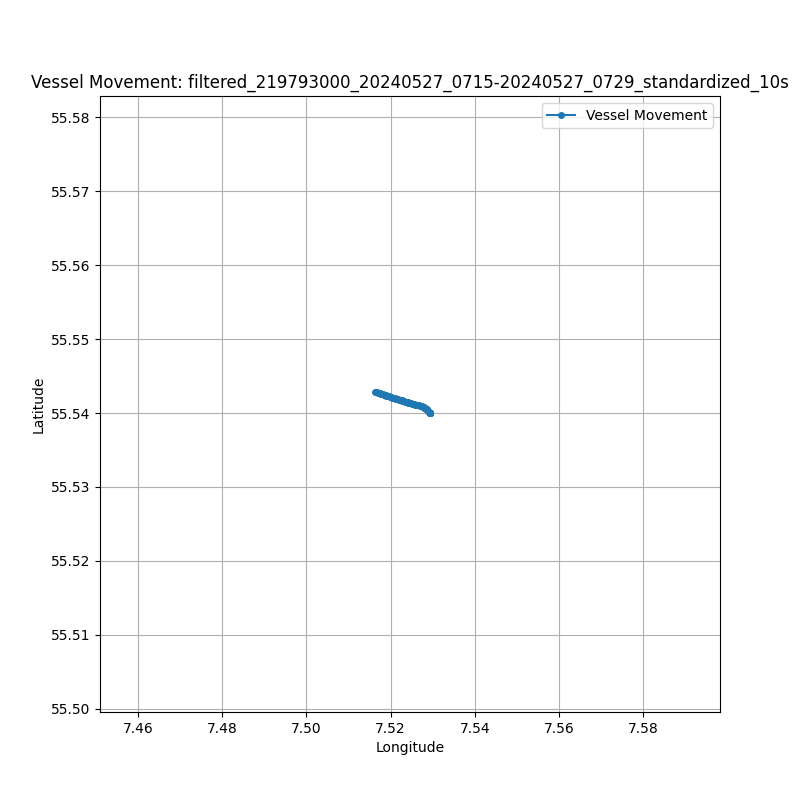 Vessel Movement: filtered_219793000_20240527_0715-20240527_0729_standardized_10s
Vessel Movement
55.58
55.57
55.56
55.55
55.54
55.53
55.52
55.51
55.50
Latitude
7.46 7.48 7.50 7.52 7.54 7.56 7.58
Longitude